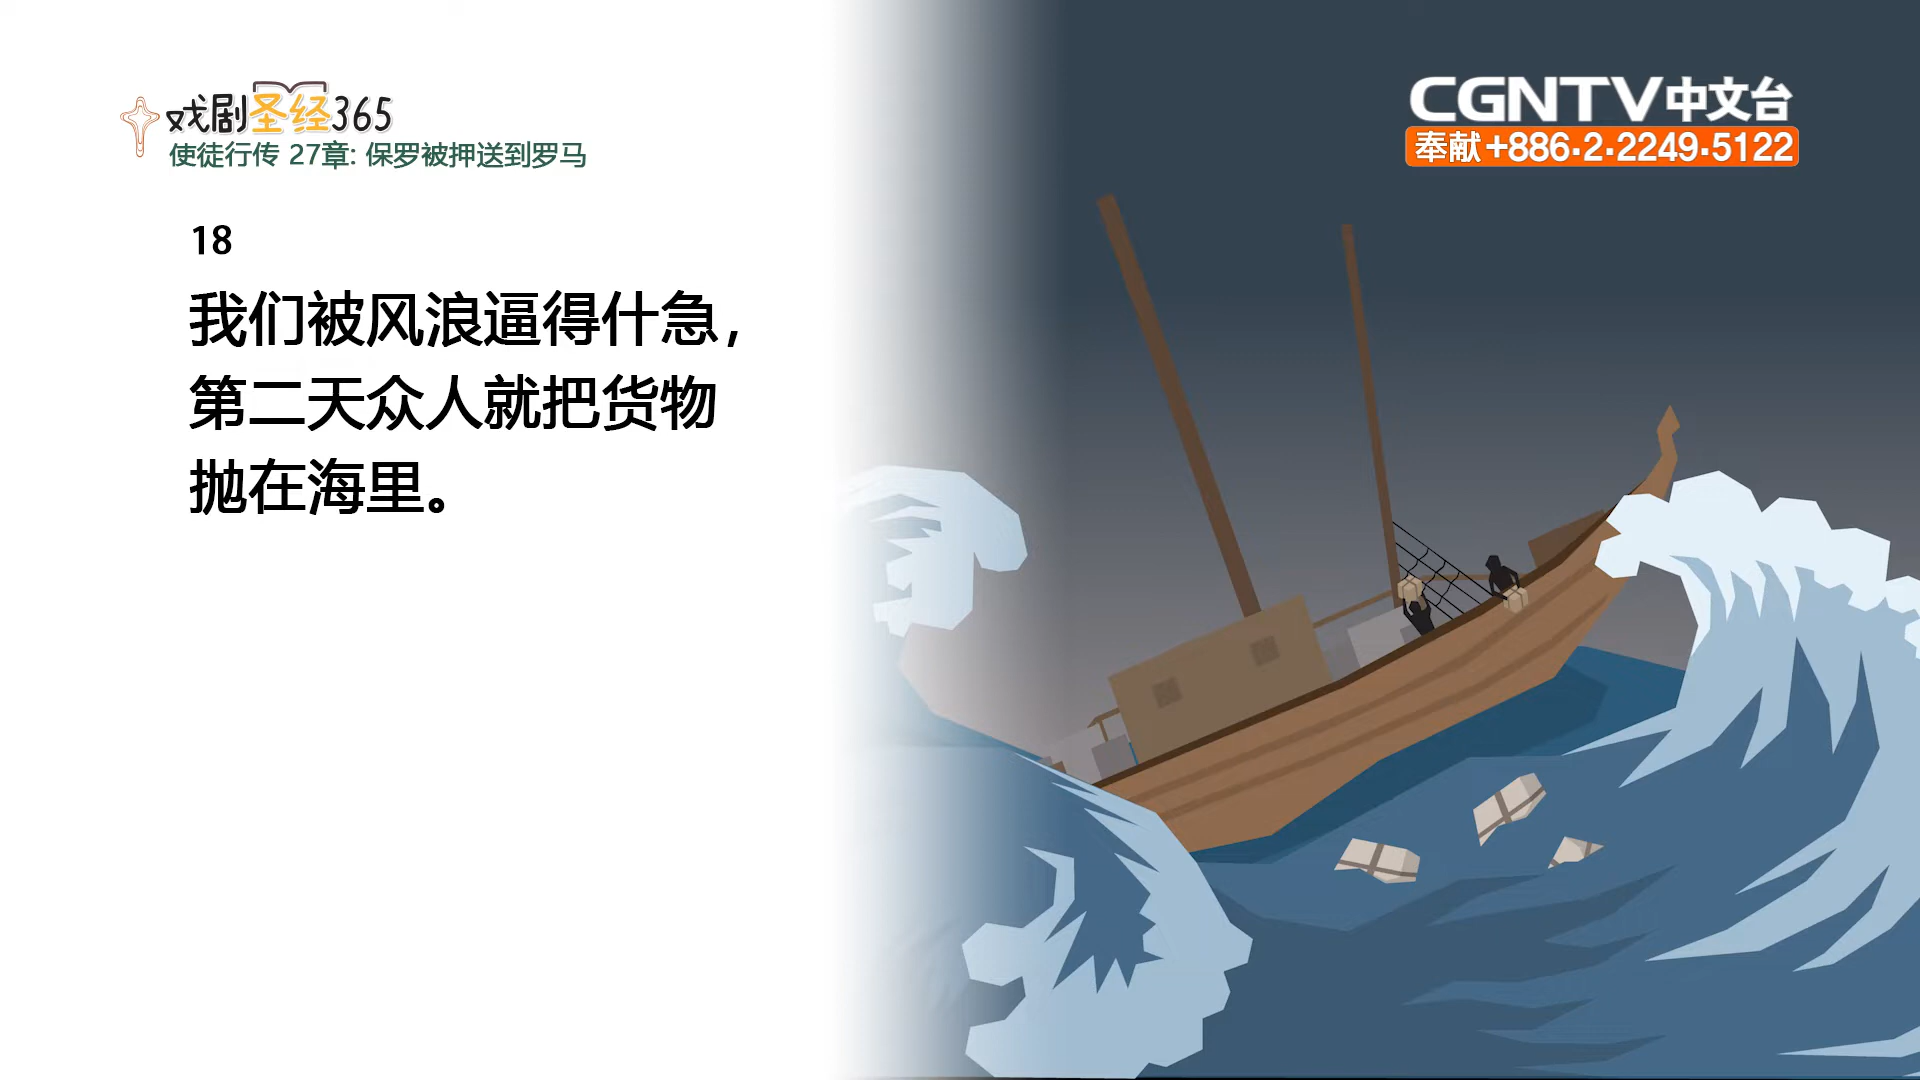 戏剧圣经365
使徒行传 27章: 保罗被押送到罗马
CGNTV中文台
奉献+886·2·2249·5122
18
我们被风浪逼得什急，
第二天众人就把货物
抛在海里。